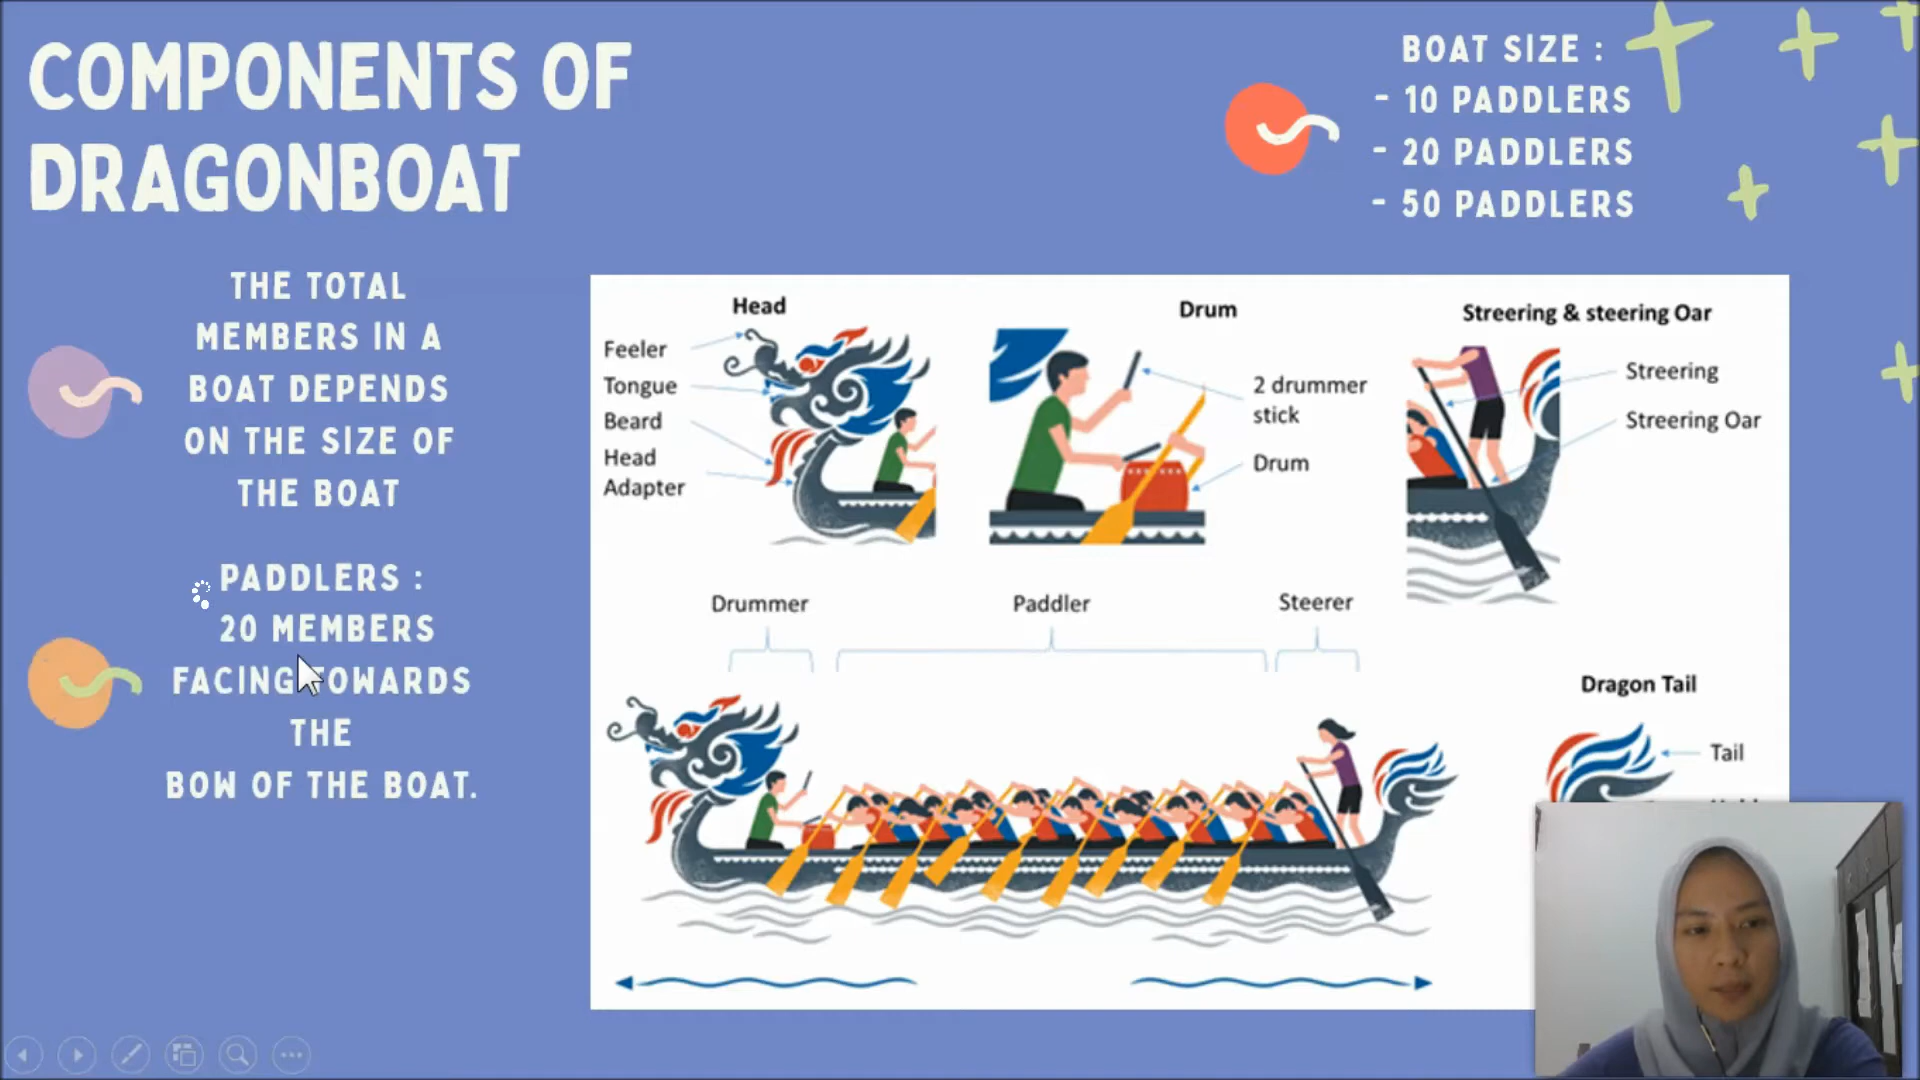 COMPONENTS OF
DRAGONBOAT
BOAT SIZE :
- 10 PADDLERS
- 20 PADDLERS
- 50 PADDLERS
THE TOTAL
MEMBERS IN A
BOAT DEPENDS
ON THE SIZE OF
THE BOAT
PADDLERS :
20 MEMBERS
FACING TOWARDS
THE
BOW OF THE BOAT.
Head
Feeler
Tongue
Beard
Head
Adapter
Drum
2 drummer
stick
Drum
Streering & steering Oar
Streering
Streering Oar
Drummer
Paddler
Steerer
Dragon Tail
Tail